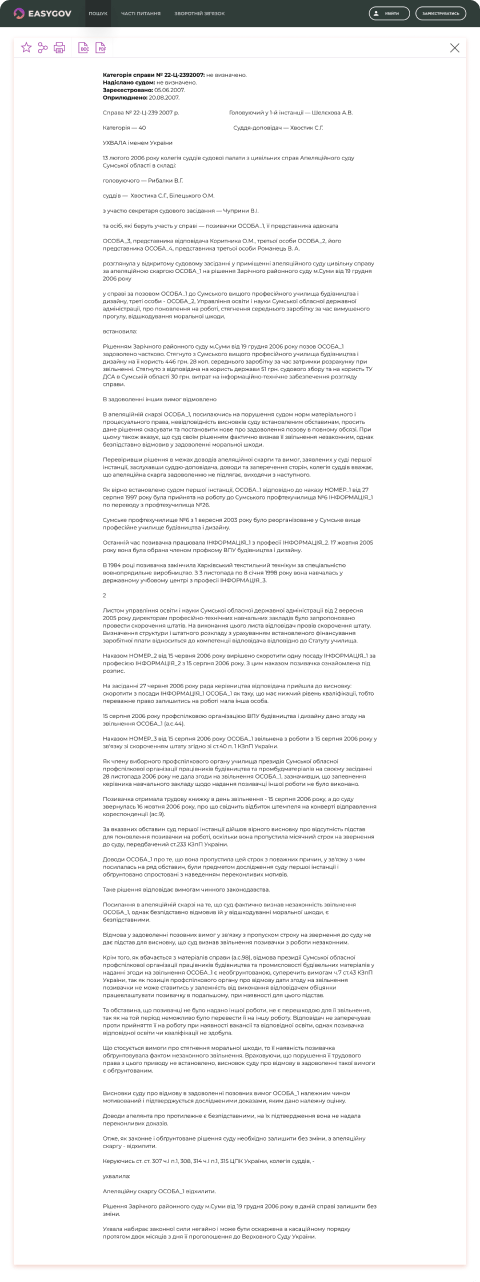 EASYGOV
ПОШУК
ЧАСТІ ПИТАННЯ
ЗВОРОТНІЙ ЗВ'ЯЗОК
УВІЙТИ
ЗАРЕЄСТРУВАТИСЬ
DOC
PDF
Категорія справи № 22-Ц-2392007: не визначено.
Надіслано судом: не визначено.
Зареєстровано: 05.06.2007.
Оприлюднено: 20.08.2007.
Справа № 22-Ц-239 2007 р. Головуючий у 1-й інстанції — Шелєхова А.В.
Категорія — 40 Суддя-доповідач — Хвостик С.Г.
УХВАЛА іменем України
13 лютого 2006 року колегія суддів судової палати з цивільних справ Апеляційного суду
Сумської області в складі:
головуючого — Рибалки В.Г.
суддів — Хвостика С.Г, Білецького О.М.
з участю секретаря судового засідання — Чуприни В.І.
та осіб, які беруть участь у справі — позивачки ОСОБА_1, її представника адвоката
ОСОБА_3, представника відповідача Коритника О.М., третьої особи ОСОБА_2, його
представника ОСОБА_4, представника третьої особи Романець В. А.
розглянула у відкритому судовому засіданні у приміщенні апеляційного суду цивільну справу
за апеляційною скаргою ОСОБА_1 на рішення Зарічного районного суду м.Суми від 19 грудня
2006 року
у справі за позовом ОСОБА_1 до Сумського вищого професійного училища будівництва і
дизайну, треті особи - ОСОБА_2, Управління освіти і науки Сумської обласної державної
адміністрації, про поновлення на роботі, стягнення середнього заробітку за час вимушеного
прогулу, відшкодування моральної шкоди,
встановила:
Рішенням Зарічного районного суду м.Суми від 19 грудня 2006 року позов ОСОБА_1
задоволено частково. Стягнуто з Сумського вищого професійного училища будівництва і
дизайну на її користь 446 грн. 28 коп. середнього заробітку за час затримки розрахунку при
звільненні. Стягнуто з відповідача на користь держави 51 грн. судового збору та на користь ТУ
ДСА в Сумській області 30 грн. витрат на інформаційно-технічне забезпечення розгляду
справи.
В задоволенні інших вимог відмовлено
В апеляційній скарзі ОСОБА_1, посилаючись на порушення судом норм матеріального і
процесуального права, невідповідність висновків суду встановленим обставинам, просить
дане рішення скасувати та постановити нове про задоволення позову в повному обсязі. При
цьому також вказує, що суд своїм рішенням фактично визнав її звільнення незаконним, однак
безпідставно відмовив у задоволенні моральної шкоди.
Перевіривши рішення в межах доводів апеляційної скарги та вимог, заявлених у суді першої
інстанції, заслухавши суддю-доповідача, доводи та заперечення сторін, колегія суддів вважає,
що апеляційна скарга задоволенню не підлягає, виходячи з наступного.
Як вірно встановлено судом першої інстанції, ОСОБА_1 відповідно до наказу НОМЕР_1 від 27
серпня 1997 року була прийнята на роботу до Сумського профтехучилища №6 ІНФОРМАЦІЯ_1
по переводу з профтехучилища №26.
Сумське профтехучилище №6 з 1 вересня 2003 року було реорганізоване у Сумське вище
професійне училище будівництва і дизайну.
Останній час позивачка працювала ІНФОРМАЦІЯ_1 з професії ІНФОРМАЦІЯ_2. 17 жовтня 2005
року вона була обрана членом профкому ВПУ будівництва і дизайну.
В 1984 році позивачка закінчила Харківський текстильний технікум за спеціальністю
вовнопрядильне виробництво. З 3 листопада по 8 січня 1998 року вона навчалась у
державному учбовому центрі з професії ІНФОРМАЦІЯ_3.
2
Листом управління освіти і науки Сумської обласної державної адміністрації від 2 вересня
2005 року директорам професійно-технічних навчальних закладів було запропоновано
провести скорочення штатів. На виконання цього листа відповідач провів скорочення штату.
Визначення структури і штатного розкладу з урахуванням встановленого фінансування
заробітної плати відноситься до компетенції відповідача відповідно до Статуту училища.
Наказом НОМЕР_2 від 15 червня 2006 року вирішено скоротити одну посаду ІНФОРМАЦІЯ_1 за
професією ІНФОРМАЦІЯ_2 з 15 серпня 2006 року. З цим наказом позивачка ознайомлена під
розпис.
На засіданні 27 червня 2006 року рада керівництва відповідача прийшла до висновку:
скоротити з посади ІНФОРМАЦІЯ_1 ОСОБА_1 як таку, що має нижчий рівень кваліфікації, тобто
переважне право залишитись на роботі мала інша особа.
15 серпня 2006 року профспілковою організацією ВПУ будівництва і дизайну дано згоду на
звільнення ОСОБА_1 (а.с.44).
Наказом НОМЕР_3 від 15 серпня 2006 року ОСОБА_1 звільнена з роботи з 15 серпня 2006 року у
зв'язку зі скороченням штату згідно зі ст.40 п. 1 КЗпП України.
Як члену виборного профспілкового органу училища президія Сумської обласної
профспілкової організації працівників будівництва та промбудматеріалів на своєму засіданні
28 листопада 2006 року не дала згоди на звільнення ОСОБА_1, зазначивши, що запевнення
керівника навчального закладу щодо надання позивачці іншої роботи не було виконано.
Позивачка отримала трудову книжку в день звільнення - 15 серпня 2006 року, а до суду
звернулась 16 жовтня 2006 року, про що свідчить відбиток штемпеля на конверті відправлення
кореспонденції (ас.9).
За вказаних обставин суд першої інстанції дійшов вірного висновку про відсутність підстав
для поновлення позивачки на роботі, оскільки вона пропустила місячний строк на звернення
до суду, передбачений ст.233 КЗпП України.
Доводи ОСОБА_1 про те, що вона пропустила цей строк з поважних причин, у зв'язку з чим
посилалась на ряд обставин, були предметом дослідження суду першої інстанції і
обґрунтовано спростовані з наведенням переконливих мотивів.
Таке рішення відповідає вимогам чинного законодавства.
Посилання в апеляційній скарзі на те, що суд фактично визнав незаконність звільнення
ОСОБА_1, однак безпідставно відмовив їй у відшкодуванні моральної шкоди, є
безпідставними.
Відмова у задоволенні позовних вимог у зв'язку з пропуском строку на звернення до суду не
дає підстав для висновку, що суд визнав звільнення позивачки з роботи незаконним.
Крім того, як вбачається з матеріалів справи (а.с.98), відмова президії Сумської обласної
профспілкової організації працівників будівництва та промисловості будівельних матеріалів у
наданні згоди на звільнення ОСОБА_1 є необґрунтованою, суперечить вимогам ч.7 ст.43 КЗпП
України, так як позиція профспілкового органу про відмову дати згоду на звільнення
позивачки не може ставитись у залежність від виконання відповідачем обіцянки
працевлаштувати позивачку в подальшому, при наявності для цього підстав.
Та обставина, що позивачці не було надано іншої роботи, не є перешкодою для її звільнення,
так як на той період неможливо було перевести її на іншу роботу. Відповідач не заперечував
проти прийняття її на роботу при наявності вакансії та відповідної освіти, однак позивачка
відповідної освіти чи кваліфікації не здобула.
Що стосується вимоги про стягнення моральної шкоди, то її наявність позивачка
обґрунтовувала фактом незаконного звільнення. Враховуючи, що порушення її трудового
права з цього приводу не встановлено, висновок суду про відмову в задоволенні такої вимоги
є обґрунтованим.
Висновки суду про відмову в задоволенні позовних вимог ОСОБА_1 належним чином
мотивований і підтверджується дослідженими доказами, яким дано належну оцінку.
Доводи апелянта про протилежне є безпідставними, на їх підтвердження вона не надала
переконливих доказів.
Отже, як законне і обґрунтоване рішення суду необхідно залишити без зміни, а апеляційну
скаргу - відхилити.
Керуючись ст. ст. 307 ч.І п.1, 308, 314 ч.І п.1, 315 ЦПК України, колегія суддів, -
ухвалила:
Апеляційну скаргу ОСОБА_1 відхилити.
Рішення Зарічного районного суду м.Суми від 19 грудня 2006 року в даній справі залишити без
зміни.
Ухвала набирає законної сили негайно і може бути оскаржена в касаційному порядку
протягом двох місяців з дня її проголошення до Верховного Суду України.